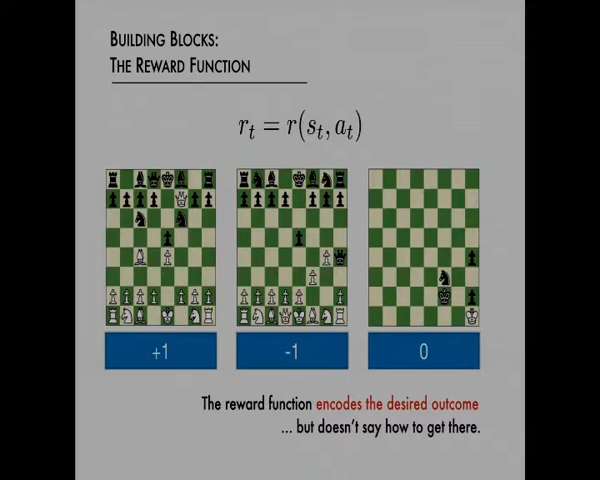 BUILDING BLOCKS:
THE REWARD FUNCTION
r_t = r(s_t, a_t)
+1
-1
0
The reward function encodes the desired outcome
... but doesn't say how to get there.